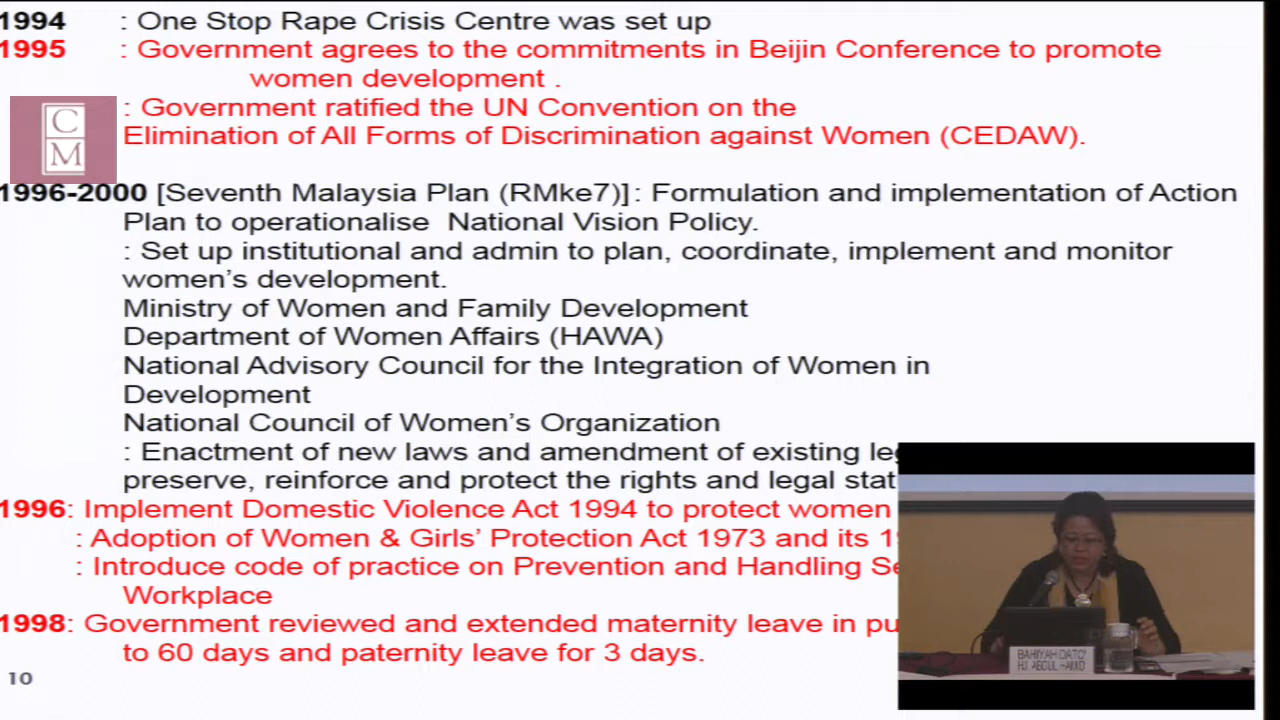 1994 : One Stop Rape Crisis Centre was set up
1995 : Government agrees to the commitments in Beijin Conference to promote
women development .
: Government ratified the UN Convention on the
Elimination of All Forms of Discrimination against Women (CEDAW).
C
M
1996-2000 [Seventh Malaysia Plan (RMke7)] : Formulation and implementation of Action
Plan to operationalise National Vision Policy.
: Set up institutional and admin to plan, coordinate, implement and monitor
women's development.
Ministry of Women and Family Development
Department of Women Affairs (HAWA)
National Advisory Council for the Integration of Women in
Development
National Council of Women's Organization
: Enactment of new laws and amendment of existing
preserve, reinforce and protect the rights and legal
1996: Implement Domestic Violence Act 1994 to protect women
: Adoption of Women & Girls' Protection Act 1973 and its
: Introduce code of practice on Prevention and Handling
Workplace
1998: Government reviewed and extended maternity leave in
to 60 days and paternity leave for 3 days.
10
BAHIYAH DATO'
HJ. ABDUL HAMID